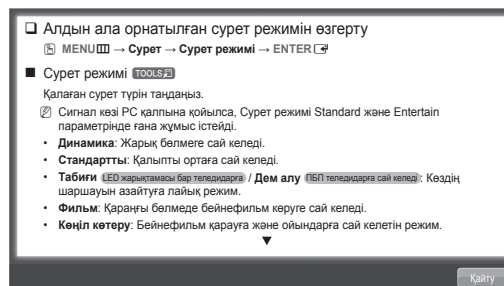 ❑ Алдын ала орнатылған сурет режимін өзгерту
MENU → Сурет → Сурет режимі → ENTER
■ Сурет режимі TOOLS
Қалаған сурет түрін таңдаңыз.
Сигнал көзі PC қалпына қойылса, Сурет режимі Standard және Entertain
параметрінде ғана жұмыс істейді.
• Динамика: Жарық бөлмеге сай келеді.
• Стандартты: Қалыпты ортаға сай келеді.
• Табиғи LED жарықтамасы бар теледидарға / Дем алу ПБП теледидарға сай келеді: Көздің
шаршауын азайтуға лайық режим.
• Фильм: Қараңғы бөлмеде бейнефильм көруге сай келеді.
• Көңіл көтеру: Бейнефильм қарауға және ойындарға сай келетін режим.
▼
Қайту